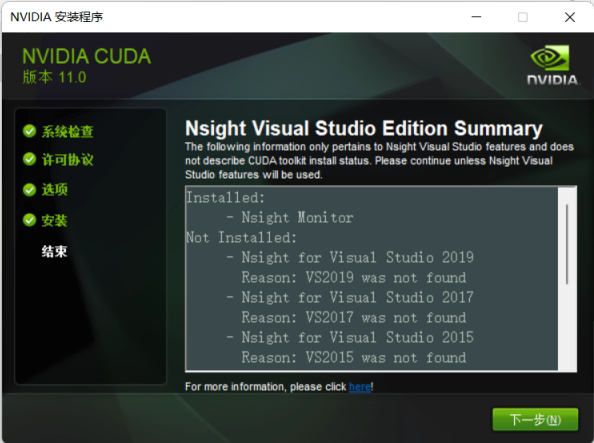 NVIDIA 安装程序
NVIDIA CUDA
版本 11.0
NVIDIA.
系统检查
许可协议
选项
安装
结束
Nsight Visual Studio Edition Summary
The following information only pertains to Nsight Visual Studio features and does
not describe CUDA toolkit install status. Please continue unless Nsight Visual
Studio features will be used.
Installed:
- Nsight Monitor
Not Installed:
- Nsight for Visual Studio 2019
Reason: VS2019 was not found
- Nsight for Visual Studio 2017
Reason: VS2017 was not found
- Nsight for Visual Studio 2015
Reason: VS2015 was not found
For more information, please click here!
下一步(N)